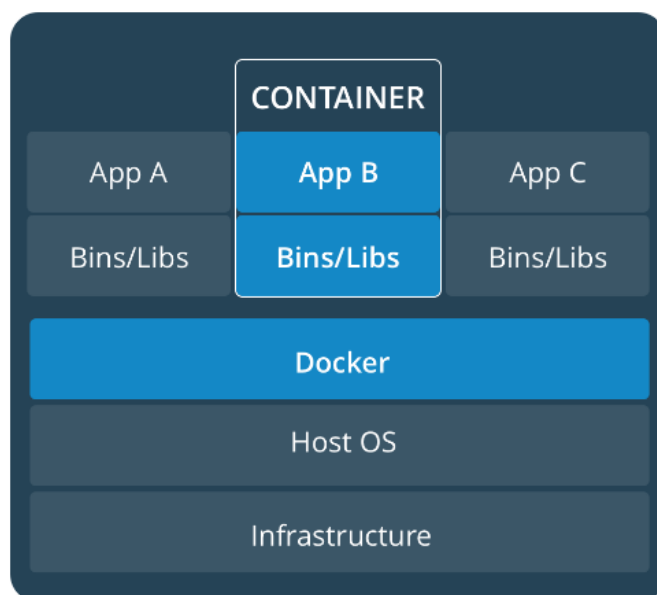 CONTAINER
App A
App B
App C
Bins/Libs
Bins/Libs
Bins/Libs
Docker
Host OS
Infrastructure